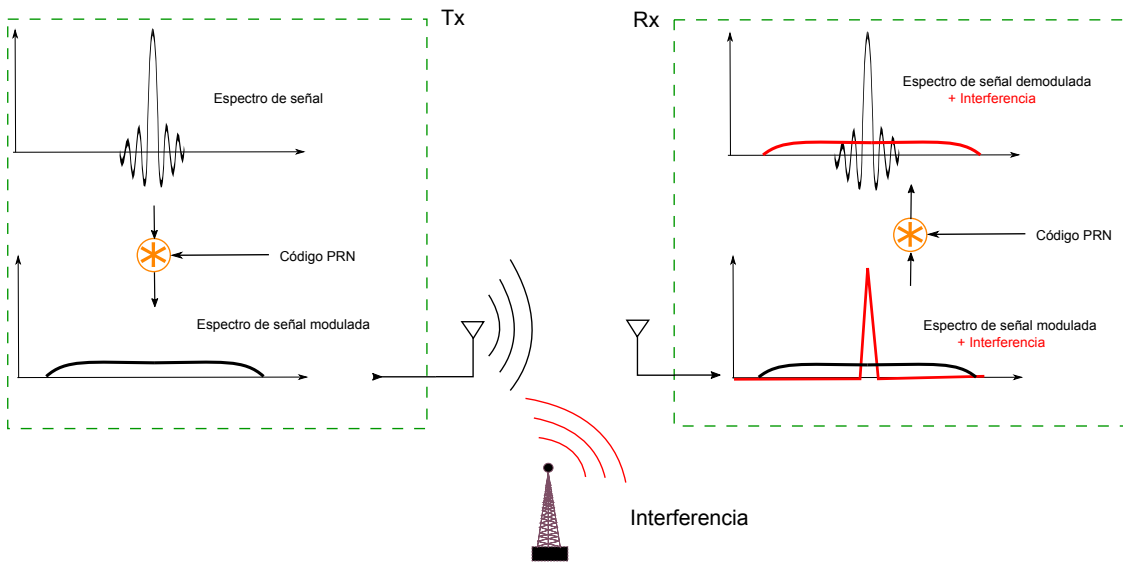 Tx
Espectro de señal
Código PRN
Espectro de señal modulada
Rx
Espectro de señal demodulada
+ Interferencia
Código PRN
Espectro de señal modulada
+ Interferencia
Interferencia